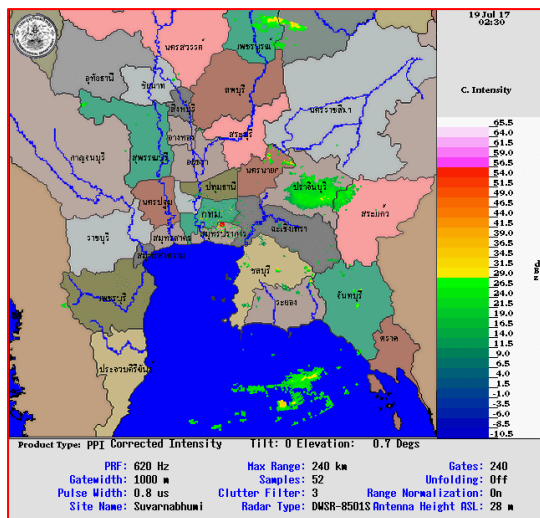 19 Jul 17
02:30
C. Intensity
65.5
64.0
61.5
59.0
56.5
54.0
51.5
49.0
46.5
44.0
41.5
39.0
36.5
34.0
31.5
29.0
26.5
24.0
21.5
19.0
16.5
14.0
11.5
9.0
6.5
4.0
1.5
-1.0
-3.5
-6.0
-8.5
-10.5
นครสวรรค์
เพชรบูรณ์
อุทัยธานี
ชัยนาท
ลพบุรี
สิงห์บุรี
นครราชสีมา
อ่างทอง
สระบุรี
กาญจนบุรี
สุพรรณบุรี
อยุธยา
นครนายก
ปราจีนบุรี
ปทุมธานี
นครปฐม
กทม.
สระแก้ว
ฉะเชิงเทรา
ราชบุรี
สมุทรสาคร
สมุทรปราการ
ชลบุรี
เพชรบุรี
ระยอง
จันทบุรี
ตราด
ประจวบคีรีขันธ์
Product Type: PPI Corrected Intensity Tilt: 0 Elevation: 0.7 Degs
PRF: 620 Hz Max Range: 240 km Gates: 240
Gatewidth: 1000 m Samples: 52 Unfolding: Off
Pulse Width: 0.8 us Clutter Filter: 3 Range Normalization: On
Site Name: Suvarnabhumi Radar Type: DWSR-8501S Antenna Height ASL: 28 m